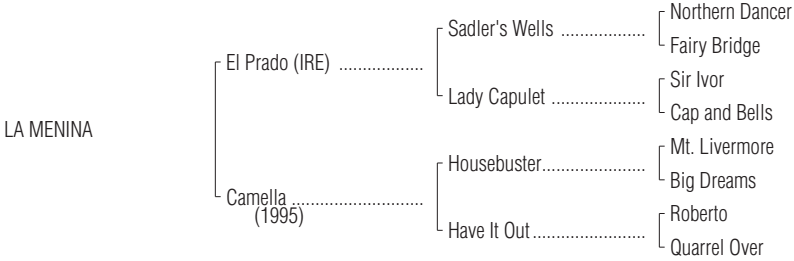 Northern Dancer
Sadler's Wells ..................
Fairy Bridge
El Prado (IRE) ..................
Sir Ivor
Lady Capulet ....................
Cap and Bells
LA MENINA
Mt. Livermore
Housebuster......................
Big Dreams
Camella ............................
(1995)
Roberto
Have It Out ........................
Quarrel Over